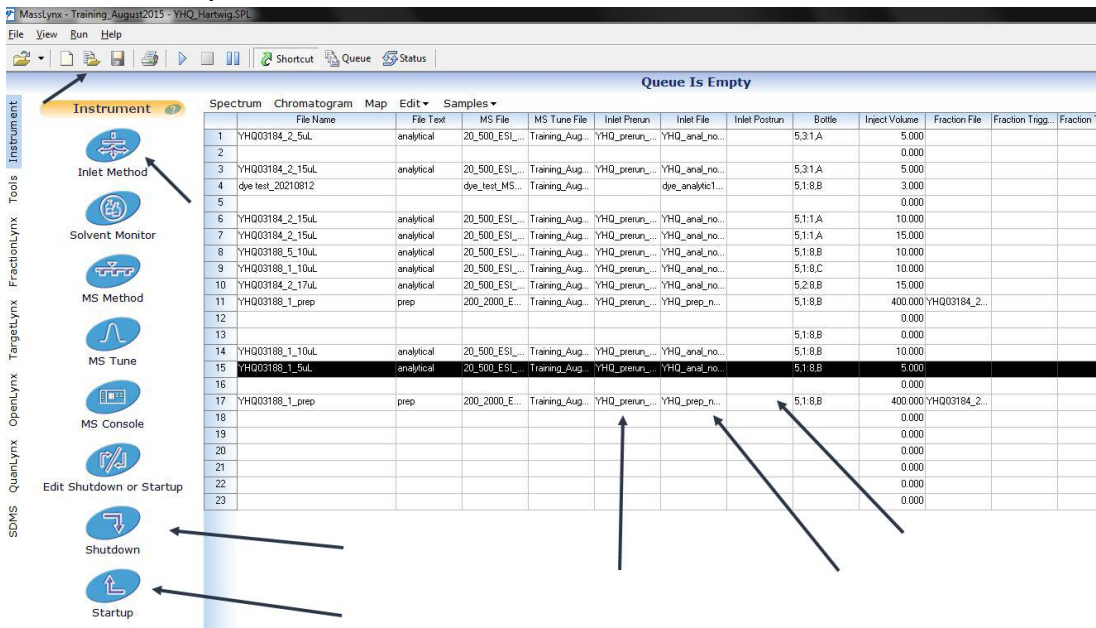 MassLynx - Training_August2015 - YHQ_Hartwig.SPL
File View Run Help
Shortcut Queue Status
Queue Is Empty
Instrument
Tools
FractionLynx
TargetLynx
OpenLynx
QuanLynx
SDMS
Instrument
Inlet Method
Solvent Monitor
MS Method
MS Tune
MS Console
Edit Shutdown or Startup
Shutdown
Startup
Spectrum Chromatogram Map Edit Samples
File Name File Text MS File MS Tune File Inlet Prerun Inlet File Inlet Postrun Bottle Inject Volume Fraction File Fraction Trigg... Fraction
1 YHQ03184_2_5uL analytical 20_500_ESI_... Training_Aug... YHQ_prerun_... YHQ_anal_no... 5,3:1,A 5.000
2 0.000
3 YHQ03184_2_15uL analytical 20_500_ESI_... Training_Aug... YHQ_prerun_... YHQ_anal_no... 5,3:1,A 5.000
4 dye test_20210812 dye_test_MS... Training_Aug... dye_analytic1... 5,1:8,B 3.000
5 0.000
6 YHQ03184_2_15uL analytical 20_500_ESI_... Training_Aug... YHQ_prerun_... YHQ_anal_no... 5,1:1,A 10.000
7 YHQ03184_2_15uL analytical 20_500_ESI_... Training_Aug... YHQ_prerun_... YHQ_anal_no... 5,1:1,A 15.000
8 YHQ03188_5_10uL analytical 20_500_ESI_... Training_Aug... YHQ_prerun_... YHQ_anal_no... 5,1:8,B 10.000
9 YHQ03188_1_10uL analytical 20_500_ESI_... Training_Aug... YHQ_prerun_... YHQ_anal_no... 5,1:8,C 10.000
10 YHQ03184_2_17uL analytical 20_500_ESI_... Training_Aug... YHQ_prerun_... YHQ_anal_no... 5,2:8,B 15.000
11 YHQ03188_1_prep prep 200_2000_E... Training_Aug... YHQ_prerun_... YHQ_prep_n... 5,1:8,B 400.000 YHQ03184_2...
12 0.000
13 5,1:8,B 0.000
14 YHQ03188_1_10uL analytical 20_500_ESI_... Training_Aug... YHQ_prerun_... YHQ_anal_no... 5,1:8,B 10.000
15 YHQ03188_1_5uL analytical 20_500_ESI_... Training_Aug... YHQ_prerun_... YHQ_anal_no... 5,1:8,B 5.000
16 0.000
17 YHQ03188_1_prep prep 200_2000_E... Training_Aug... YHQ_prerun_... YHQ_prep_n... 5,1:8,B 400.000 YHQ03184_2...
18 0.000
19 0.000
20 0.000
21 0.000
22 0.000
23 0.000